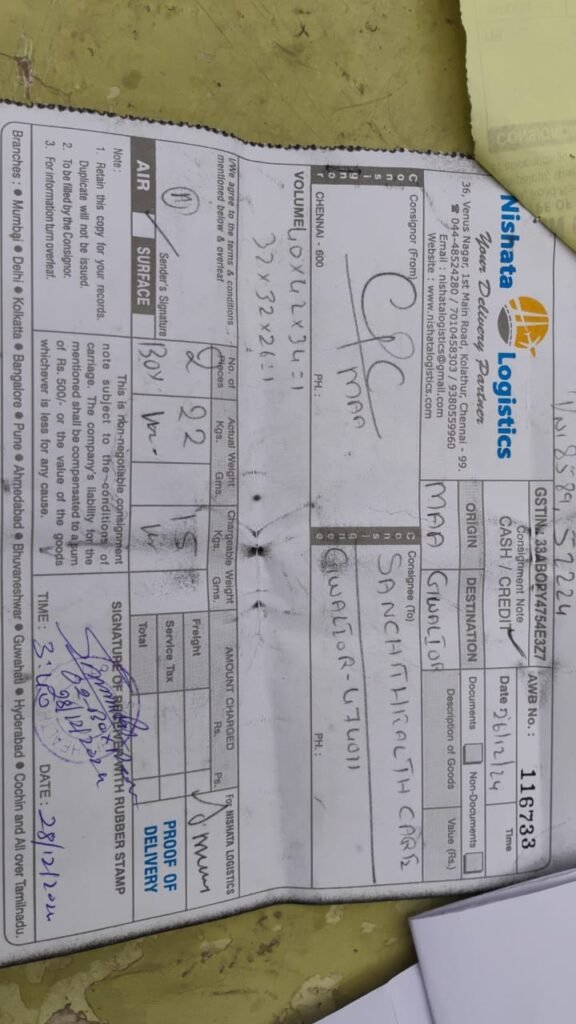 Nishata Logistics
Your Delivery Partner
36, Venus Nagar, 1st Main Road, Kolathur, Chennai - 99.
☎ 044-48524280 / 7010458303 / 9380559960
Email : nishatalogistics@gmail.com
Website : www.nishatalogistics.com
GSTIN: 33ABOPY4754E3Z7
Consignment Note
CASH / CREDIT
AWB No. : 116733
Date 26/12/24
Time
ORIGIN
DESTINATION
MAA
GWALIOR
Documents
Non-Documents
Description of Goods
Value (Rs.)
Consignor
Consignor (From)
CPC
MAA
CHENNAI - 600
PH. :
Consignee
Consignee (To)
SANCHITHEALTH CARE
GWALIOR-474011
PH. :
VOLUME
40x42x34=1
32x32x26=1
I/We agree to the terms & conditions
mentioned below & overleaf
Sender's Signature
AIR
SURFACE
No. of Pieces
2
BOX
Actual Weight
Kgs. Gms.
22
Chargeable Weight
Kgs. Gms.
15
AMOUNT CHARGED
Rs. Ps.
Freight
Service Tax
Total
For NISHATA LOGISTICS
PROOF OF
DELIVERY
Note :
1. Retain this copy for your records.
Duplicate will not be issued.
2. To be filled by the Consignor.
3. For information turn overleaf.
This is non-negotiable consignment
note subject to the conditions of
carriage. The company's liability for the
mentioned shall be compensated to a sum
of Rs. 500/- or the value of the goods
whichever is less for any cause.
28/12/2024
SIGNATURE OF RECEIVER WITH RUBBER STAMP
TIME : 3:40
DATE : 28/12/2024
Branches : ● Mumbai ● Delhi ● Kolkatta ● Bangalore ● Pune ● Ahmedabad ● Bhuvaneshwar ● Guwahati ● Hyderabad ● Cochin and All over Tamilnadu.